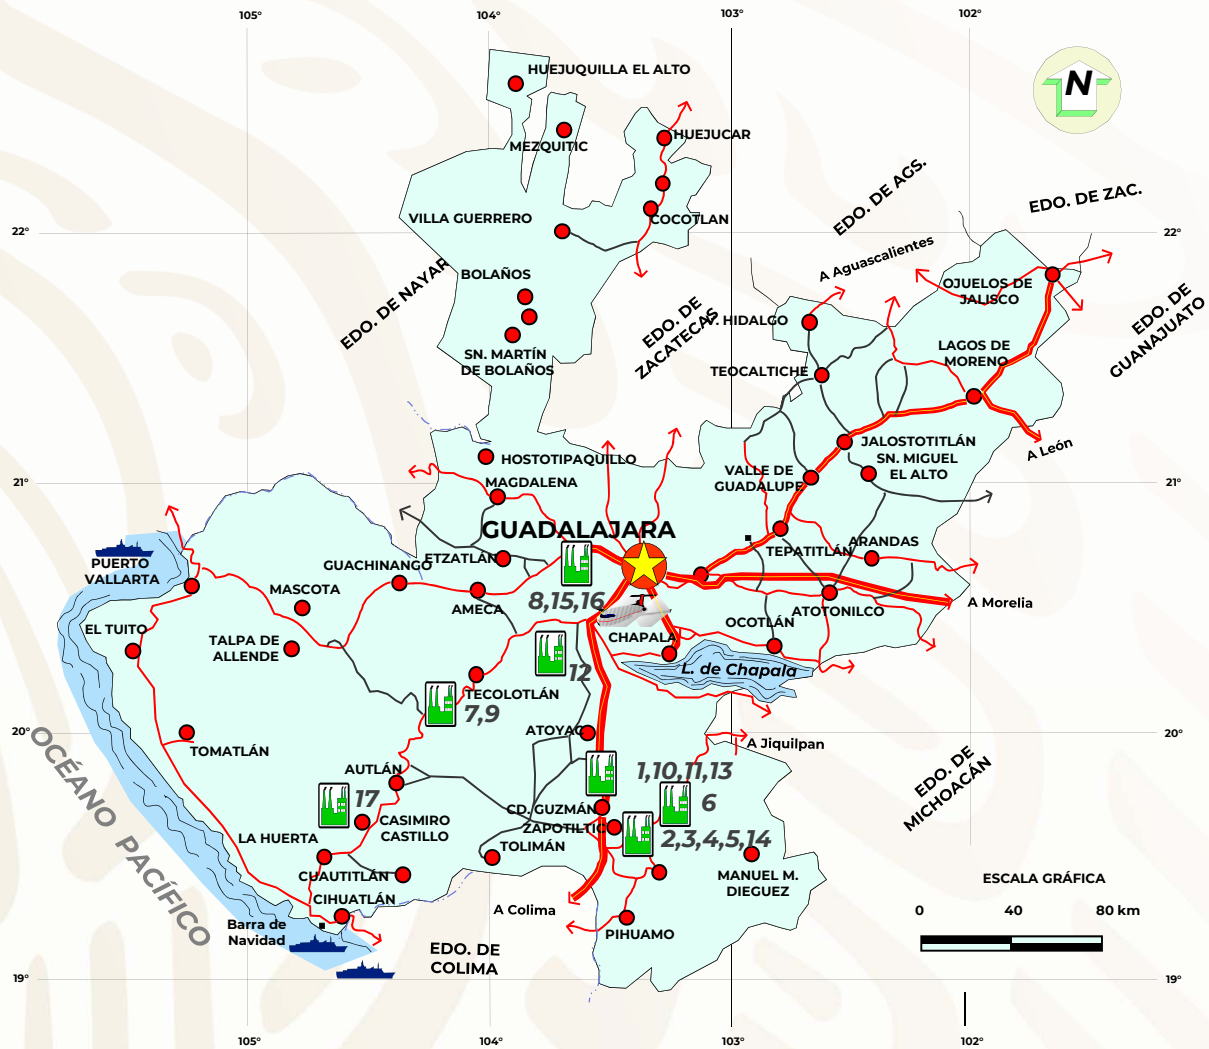 105°
104°
103°
102°
HUEJUQUILLA EL ALTO
N
MEZQUITIC
HUEJUCAR
EDO. DE AGS.
EDO. DE ZAC.
VILLA GUERRERO
COCOTLAN
22°
22°
A Aguascalientes
EDO. DE NAYAR
BOLAÑOS
OJUELOS DE
JALISCO
EDO. DE
ZACATECAS
HIDALGO
EDO. DE
GUANAJUATO
SN. MARTÍN
DE BOLAÑOS
LAGOS DE
MORENO
TEOCALTICHE
HOSTOTIPAQUILLO
JALOSTOTITLÁN
SN. MIGUEL
EL ALTO
A León
21°
MAGDALENA
VALLE DE
GUADALUPE
21°
GUADALAJARA
PUERTO
VALLARTA
GUACHINANGO
ETZATLÁN
TEPATITLÁN
ARANDAS
MASCOTA
AMECA
8,15,16
A Morelia
ATOTONILCO
EL TUITO
TALPA DE
ALLENDE
CHAPALA
OCOTLÁN
12
L. de Chapala
TECOLOTLÁN
7,9
20°
TOMATLÁN
ATOYAC
A Jiquilpan
20°
OCÉANO PACÍFICO
AUTLÁN
1,10,11,13
EDO. DE
MICHOACÁN
17
CD. GUZMÁN
6
CASIMIRO
CASTILLO
ZAPOTILTIC
2,3,4,5,14
LA HUERTA
TOLIMÁN
CUAUTITLÁN
MANUEL M.
DIEGUEZ
ESCALA GRÁFICA
CIHUATLÁN
A Colima
0 40 80 km
Barra de
Navidad
PIHUAMO
EDO. DE
COLIMA
19°
19°
105°
104°
103°
102°